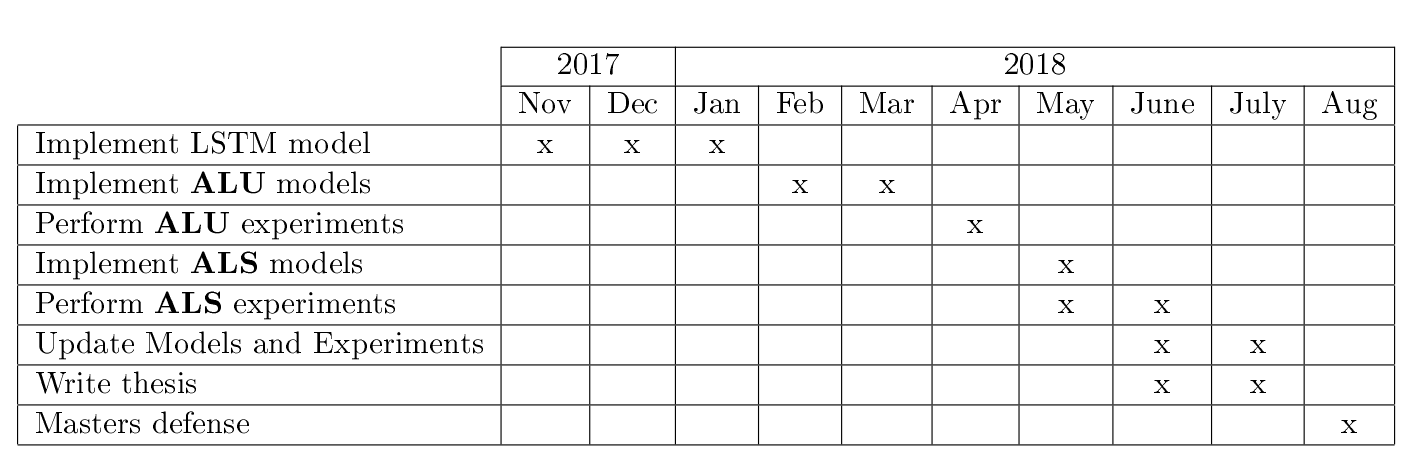 2017 2018
Nov Dec Jan Feb Mar Apr May June July Aug
Implement LSTM model x x x
Implement ALU models x x
Perform ALU experiments x
Implement ALS models x
Perform ALS experiments x x
Update Models and Experiments x x
Write thesis x x
Masters defense x